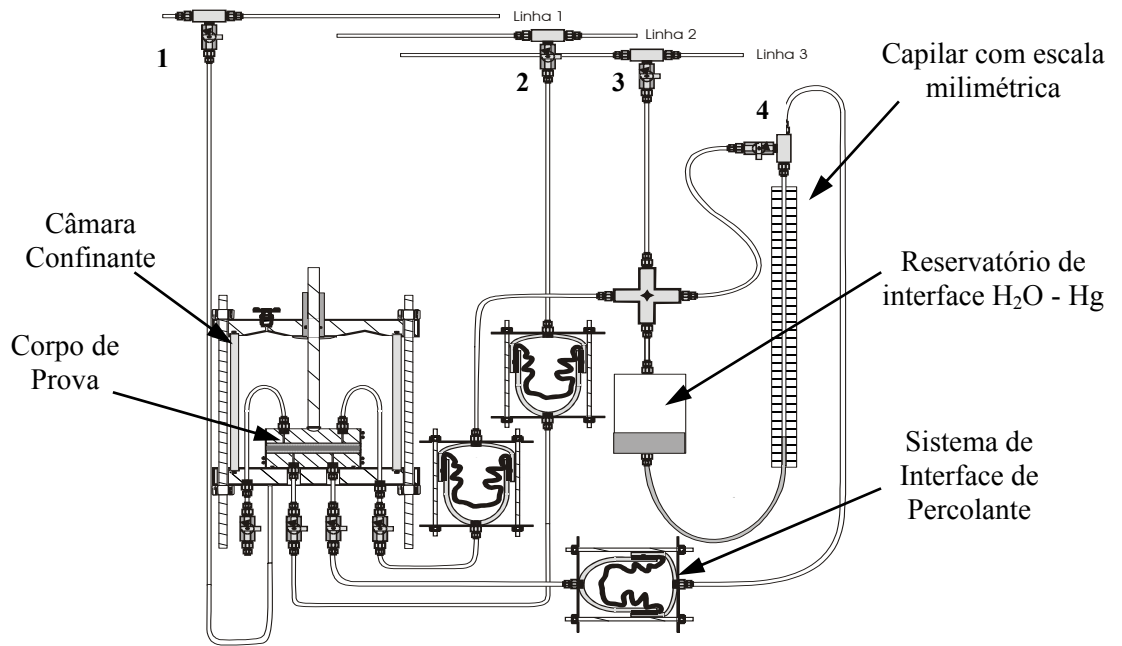 Linha 1
Linha 2
Linha 3
1
2
3
4
Capilar com escala
milimétrica
Câmara
Confinante
Reservatório de
interface H₂O - Hg
Corpo de
Prova
Sistema de
Interface de
Percolante